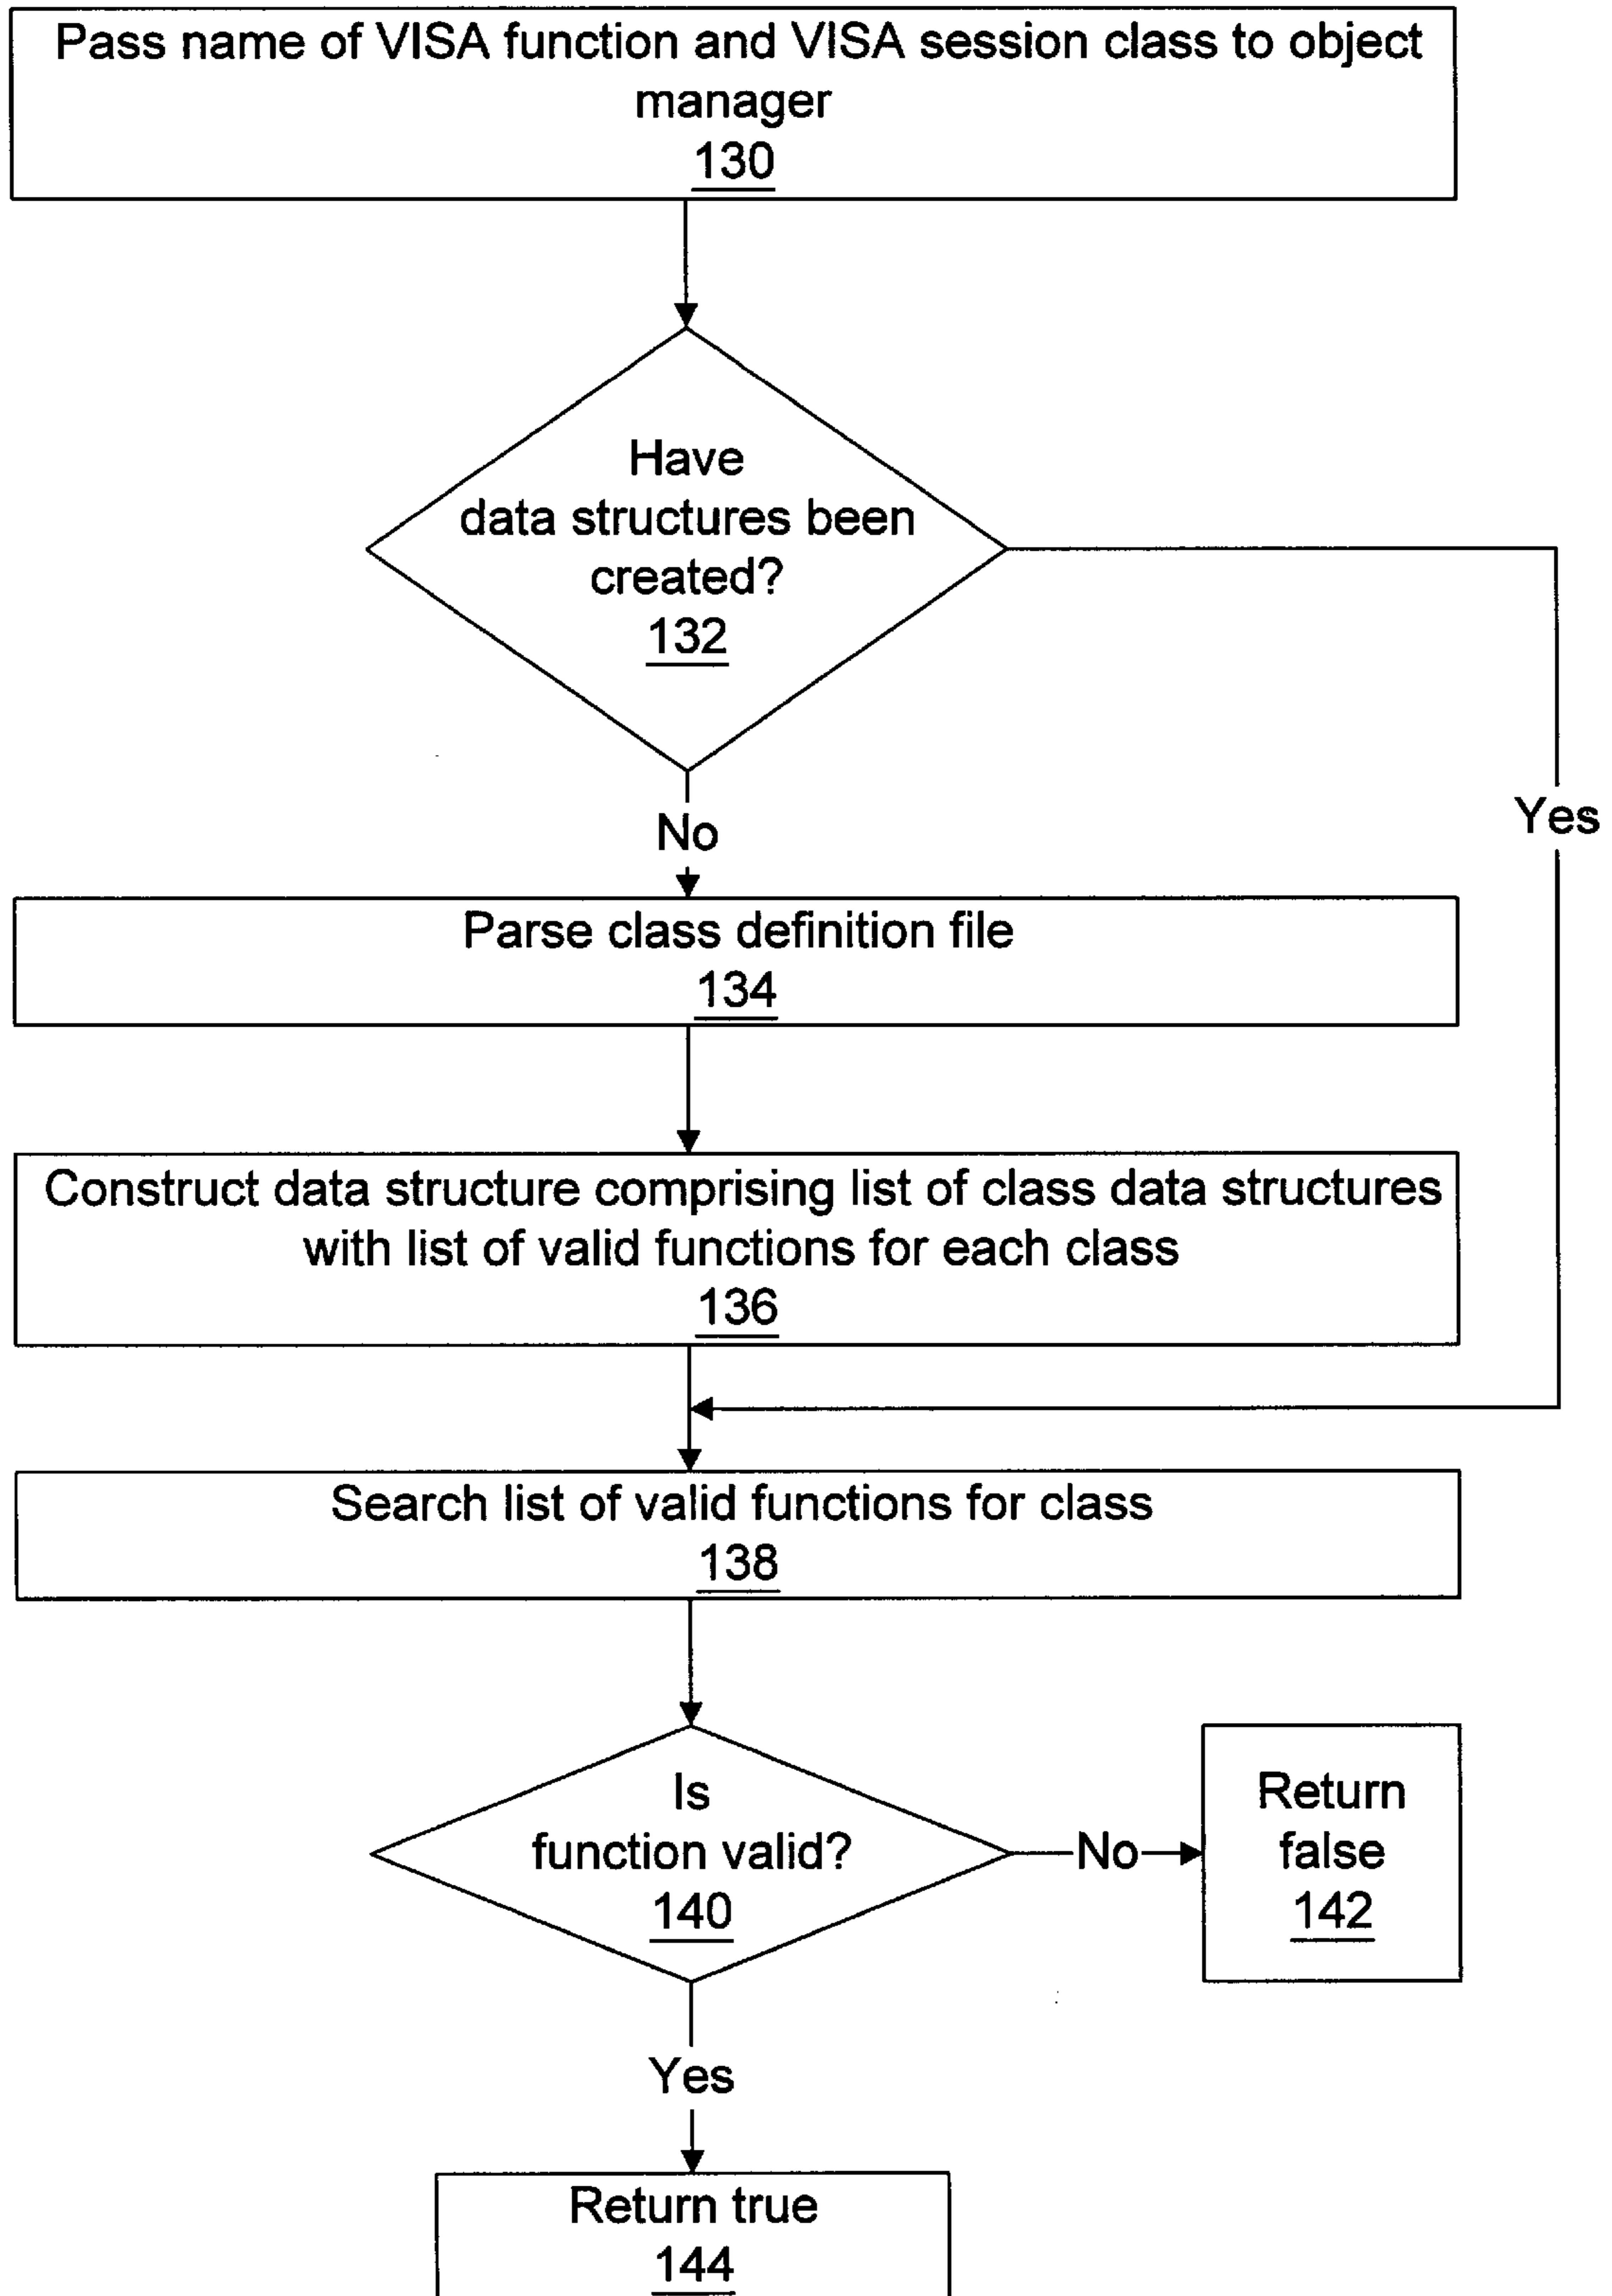 Pass name of VISA function and VISA session class to object
manager
130
Have
data structures been
created?
132
Yes
No
Parse class definition file
134
Construct data structure comprising list of class data structures
with list of valid functions for each class
136
Search list of valid functions for class
138
Is
function valid?
140
No
Return
false
142
Yes
Return true
144